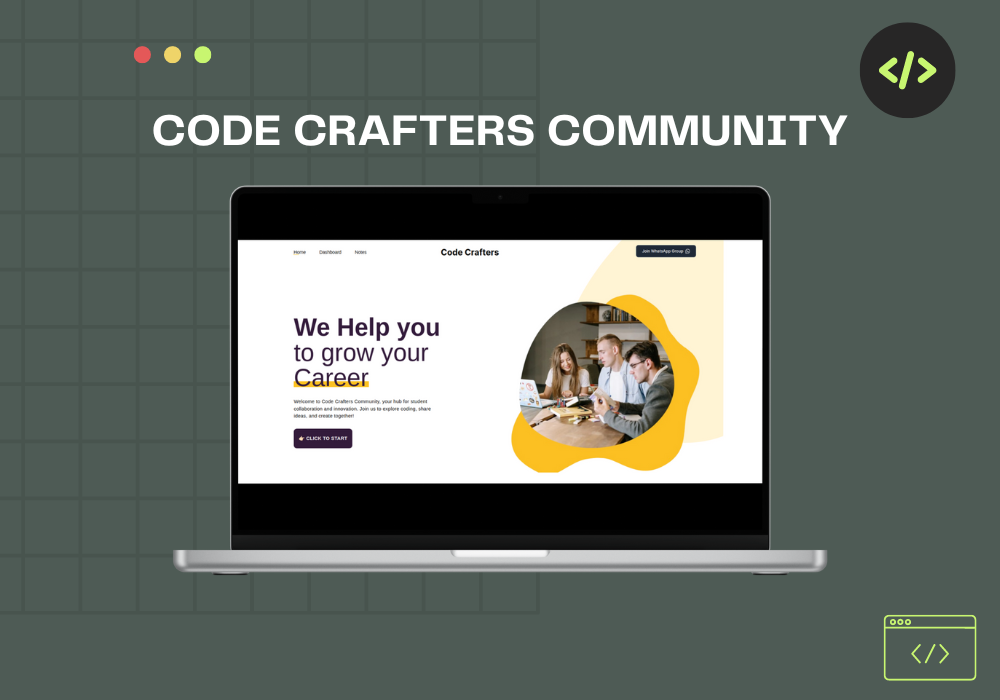 </>
CODE CRAFTERS COMMUNITY
Home Dashboard Notes Code Crafters Join WhatsApp Group
We Help you
to grow your
Career
Welcome to Code Crafters Community, your hub for student
collaboration and innovation. Join us to explore coding, share
ideas, and create together!
👉 CLICK TO START
</>